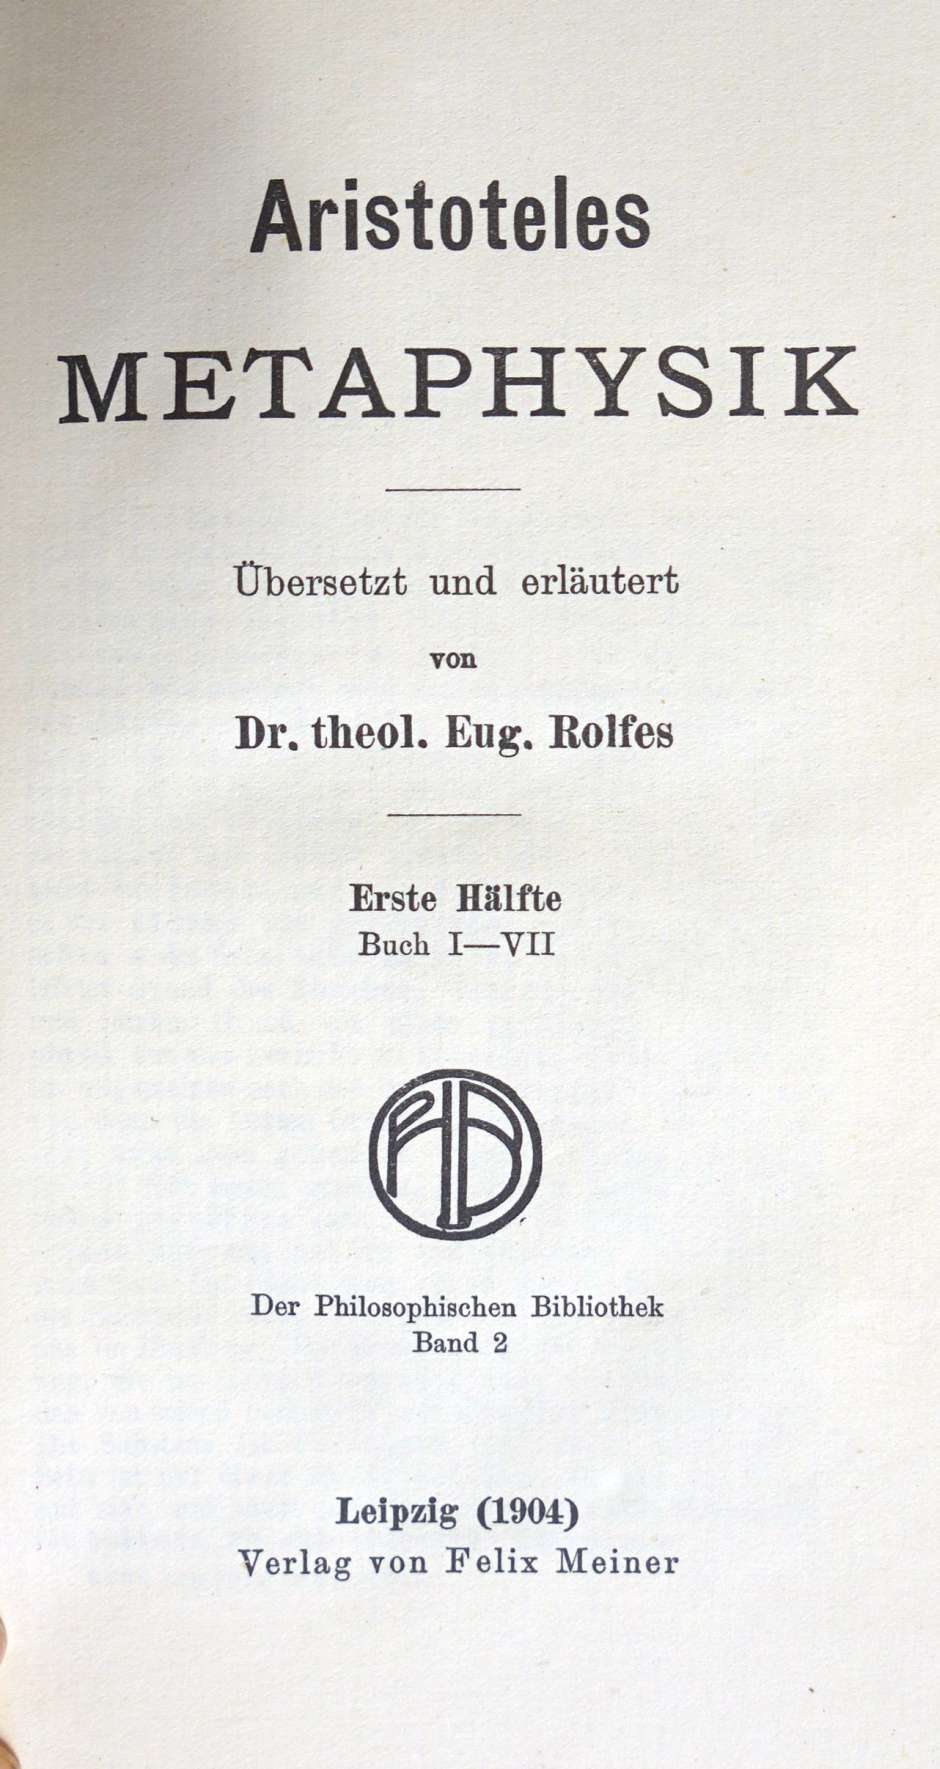 Aristoteles
METAPHYSIK
Übersetzt und erläutert
von
Dr. theol. Eug. Rolfes
Erste Hälfte
Buch I—VII
PhB
Der Philosophischen Bibliothek
Band 2
Leipzig (1904)
Verlag von Felix Meiner